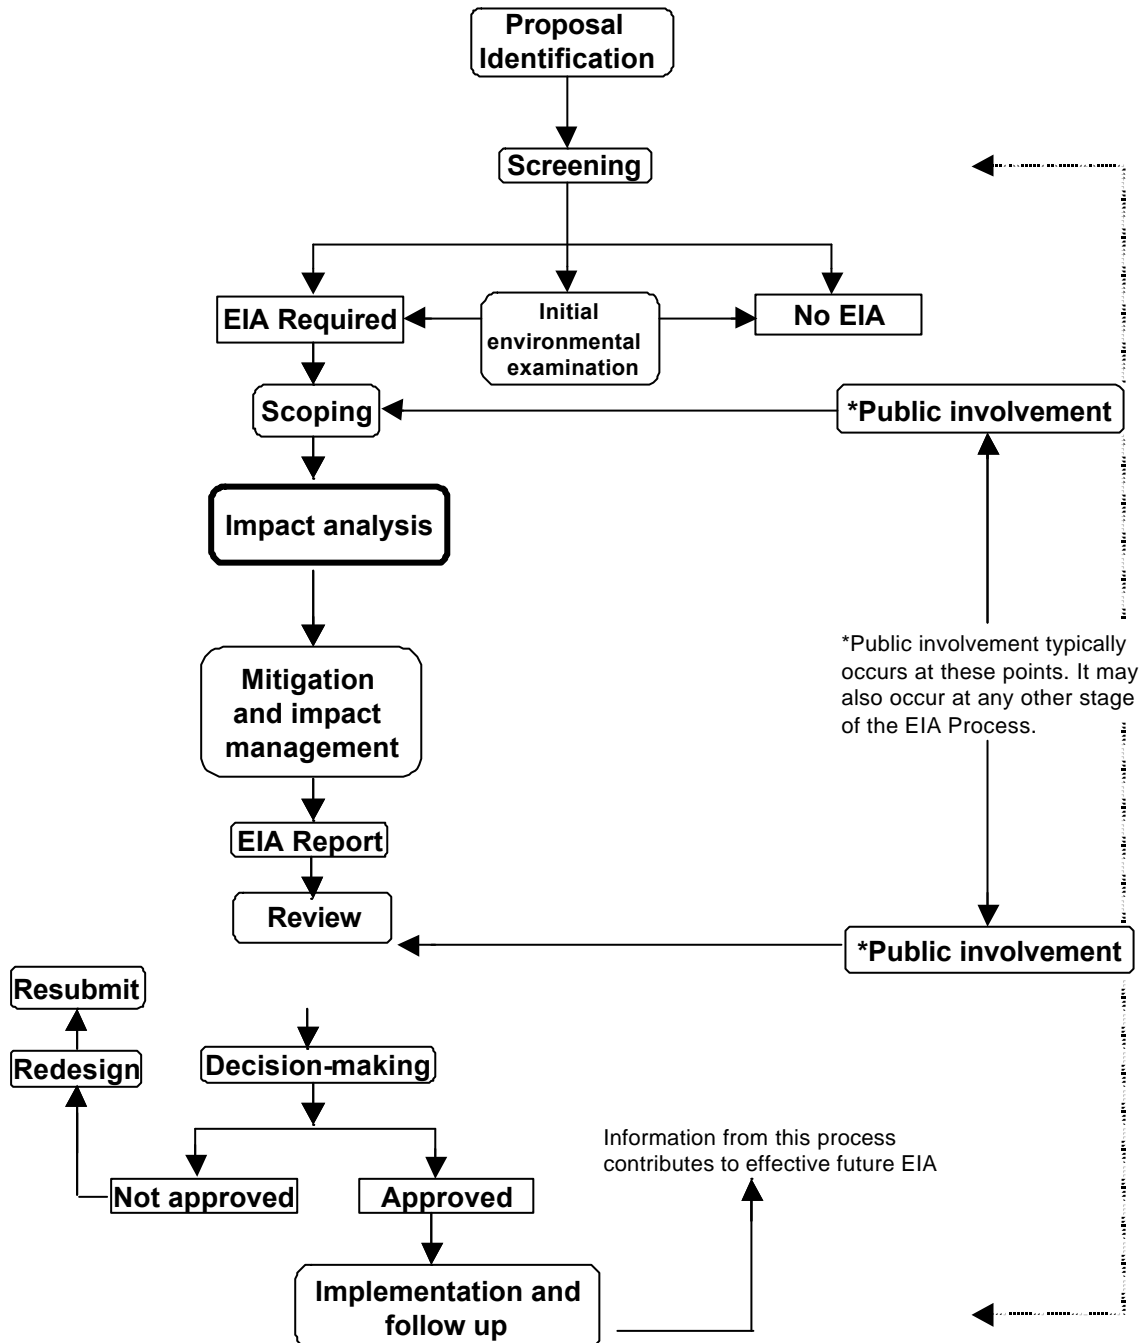 Proposal
Identification
Screening
EIA Required
Initial
environmental
examination
No EIA
Scoping
*Public involvement
Impact analysis
*Public involvement typically
occurs at these points. It may
also occur at any other stage
of the EIA Process.
Mitigation
and impact
management
EIA Report
Review
*Public involvement
Resubmit
Redesign
Decision-making
Information from this process
contributes to effective future EIA
Not approved
Approved
Implementation and
follow up